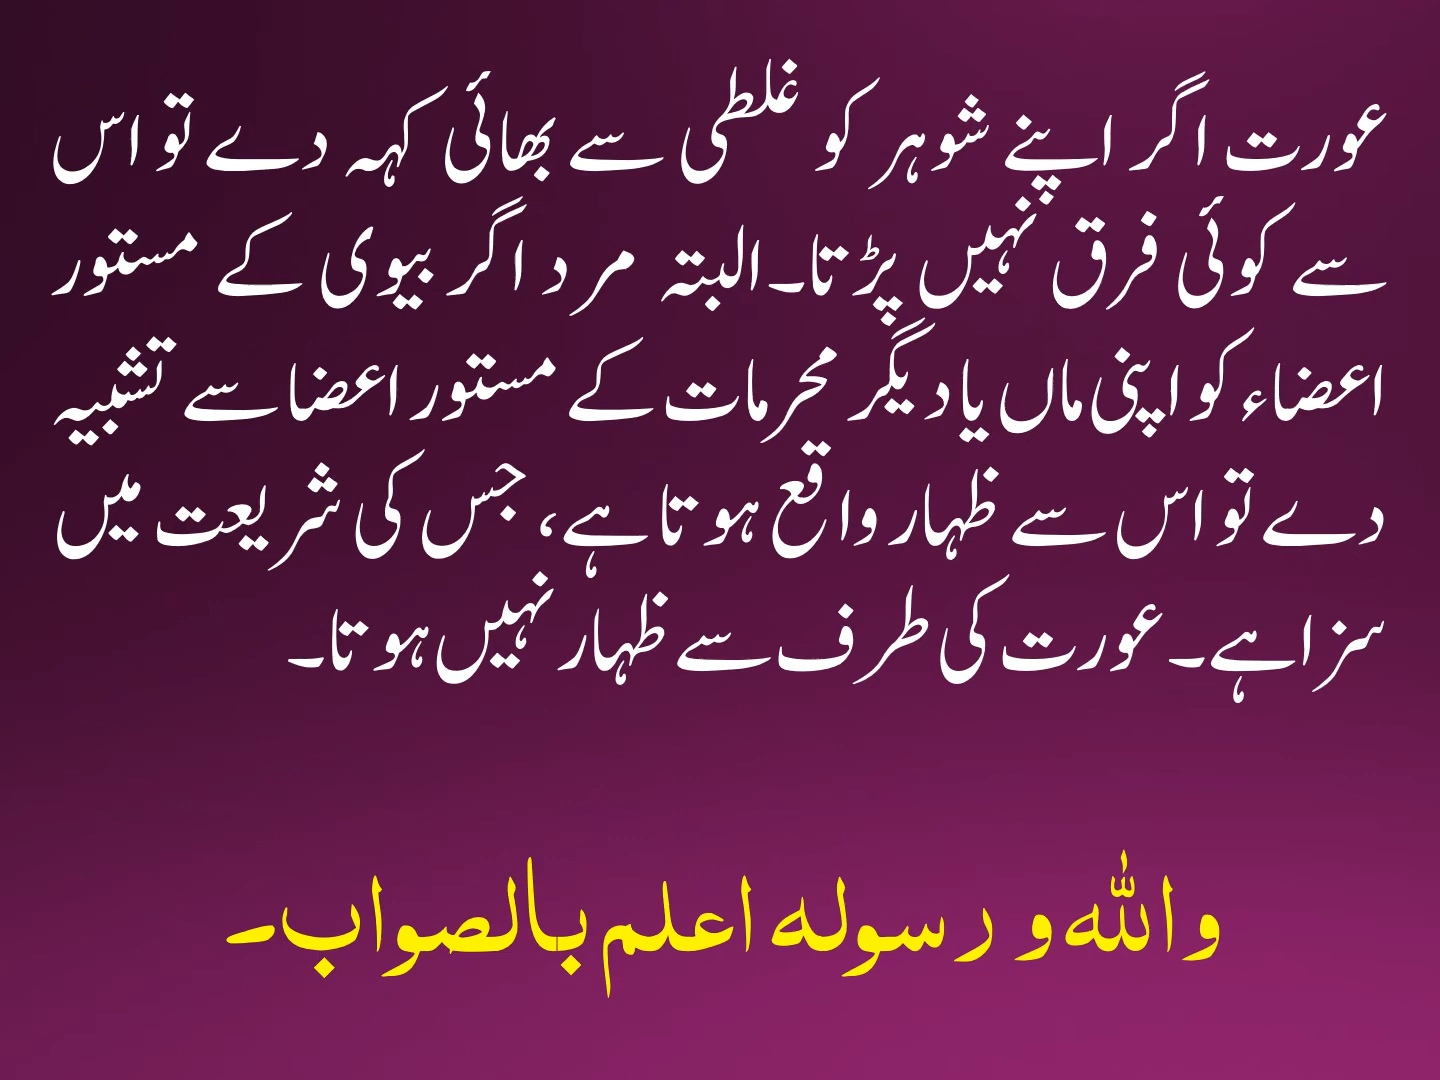 عورت اگر اپنے شوہر کو غلطی سے بھائی کہہ دے تو اس
سے کوئی فرق نہیں پڑتا۔ البتہ مرد اگر بیوی کے مستور
اعضاء کو اپنی ماں یا دیگر محرمات کے مستور اعضا سے تشبیہ
دے تو اس سے ظہار واقع ہوتا ہے، جس کی شریعت میں
سزا ہے۔ عورت کی طرف سے ظہار نہیں ہوتا۔
واللہ و رسولہ اعلم بالصواب۔